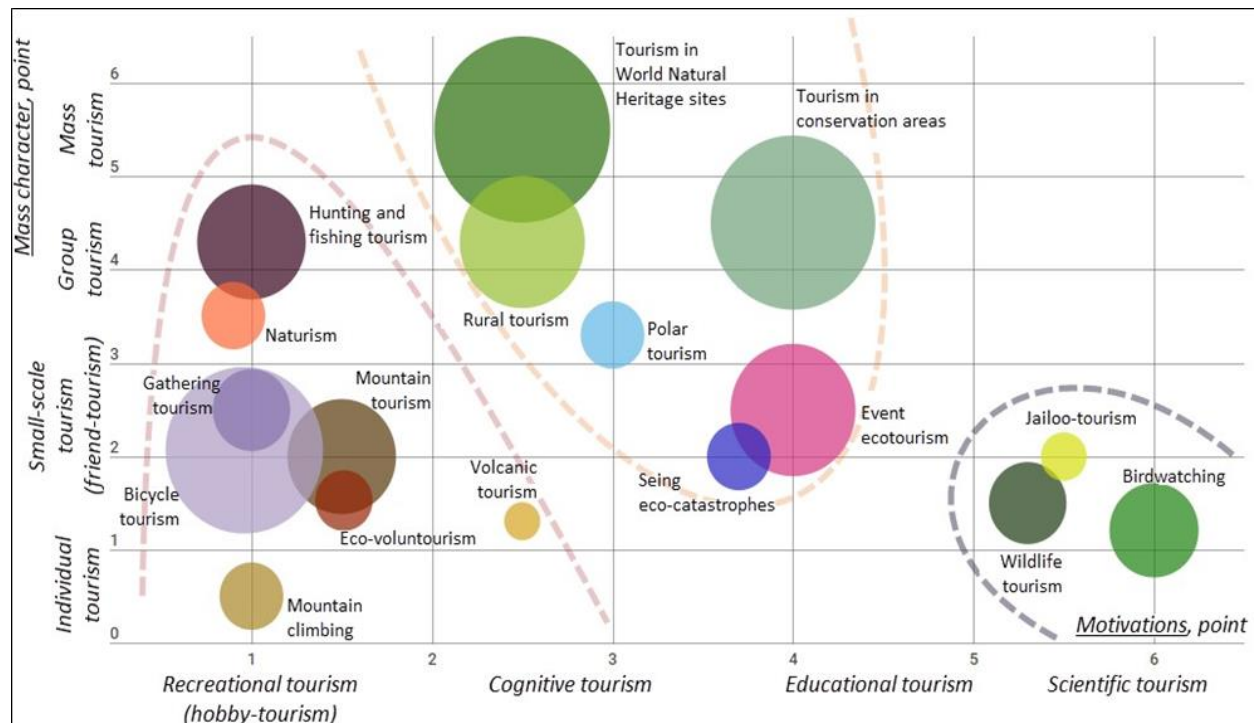 Mass character, point
Mass
tourism
Group
tourism
Small-scale
tourism
(friend-tourism)
Individual
tourism
6
5
4
3
2
1
0
Tourism in
World Natural
Heritage sites
Tourism in
conservation areas
Hunting and
fishing tourism
Naturism
Rural tourism
Polar
tourism
Gathering
tourism
Mountain
tourism
Bicycle
tourism
Eco-voluntourism
Volcanic
tourism
Event
ecotourism
Seing
eco-catastrophes
Jailoo-tourism
Birdwatching
Wildlife
tourism
Mountain
climbing
Motivations, point
1
2
3
4
5
6
Recreational tourism
(hobby-tourism)
Cognitive tourism
Educational tourism
Scientific tourism